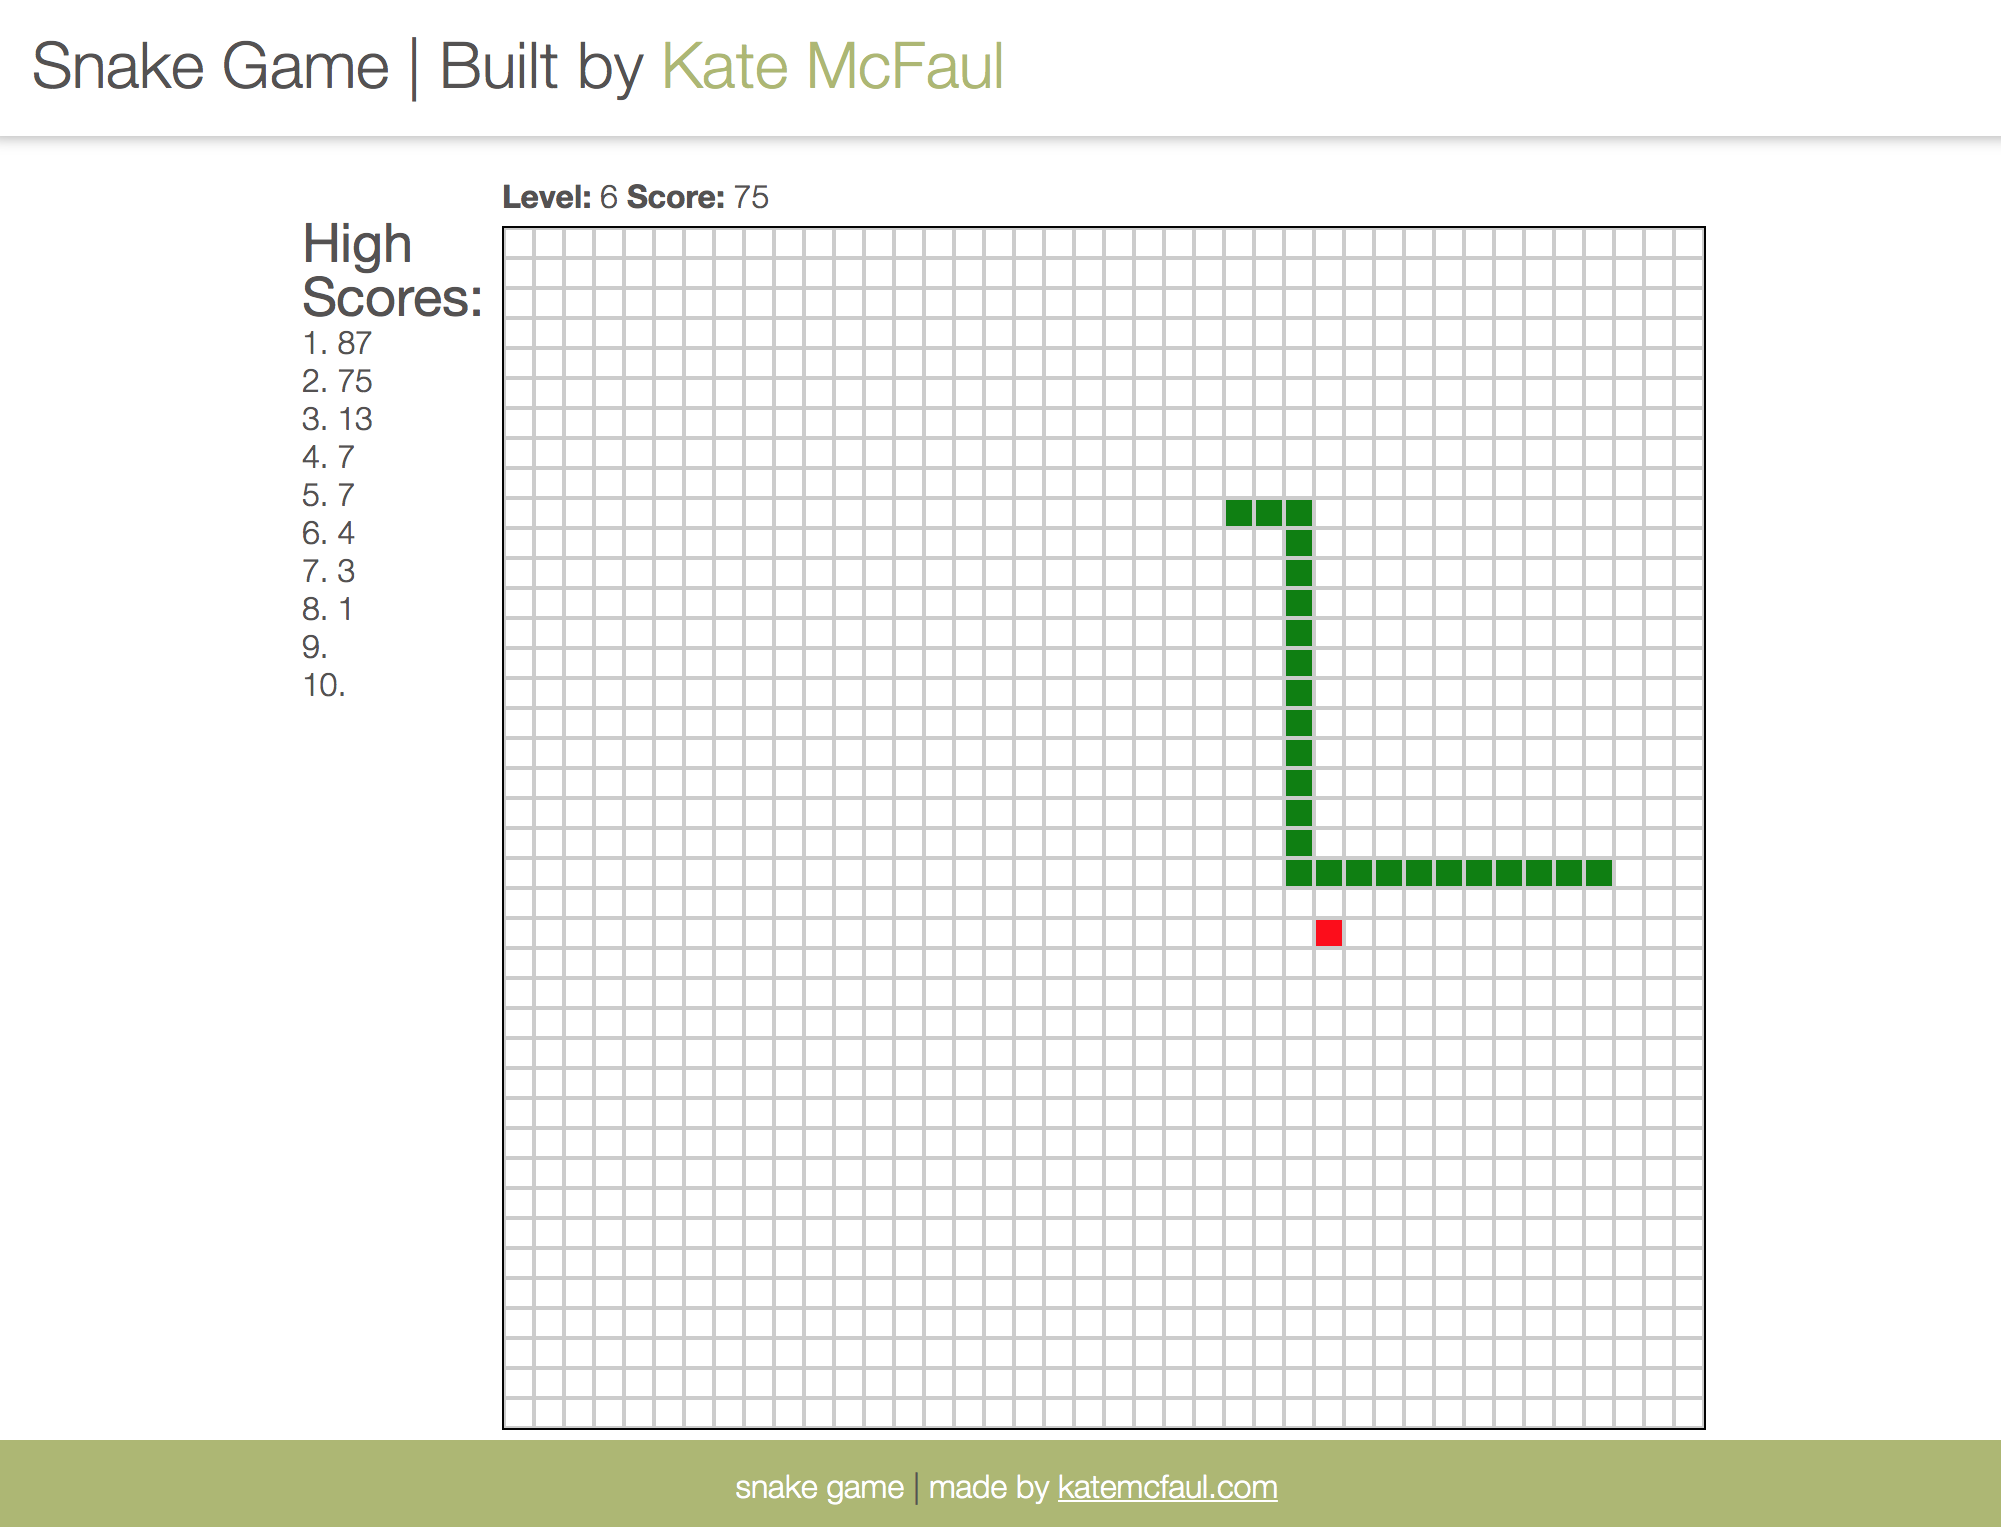 Snake Game | Built by Kate McFaul
Level: 6 Score: 75
High
Scores:
1. 87
2. 75
3. 13
4. 7
5. 7
6. 4
7. 3
8. 1
9.
10.
snake game | made by katemcfaul.com